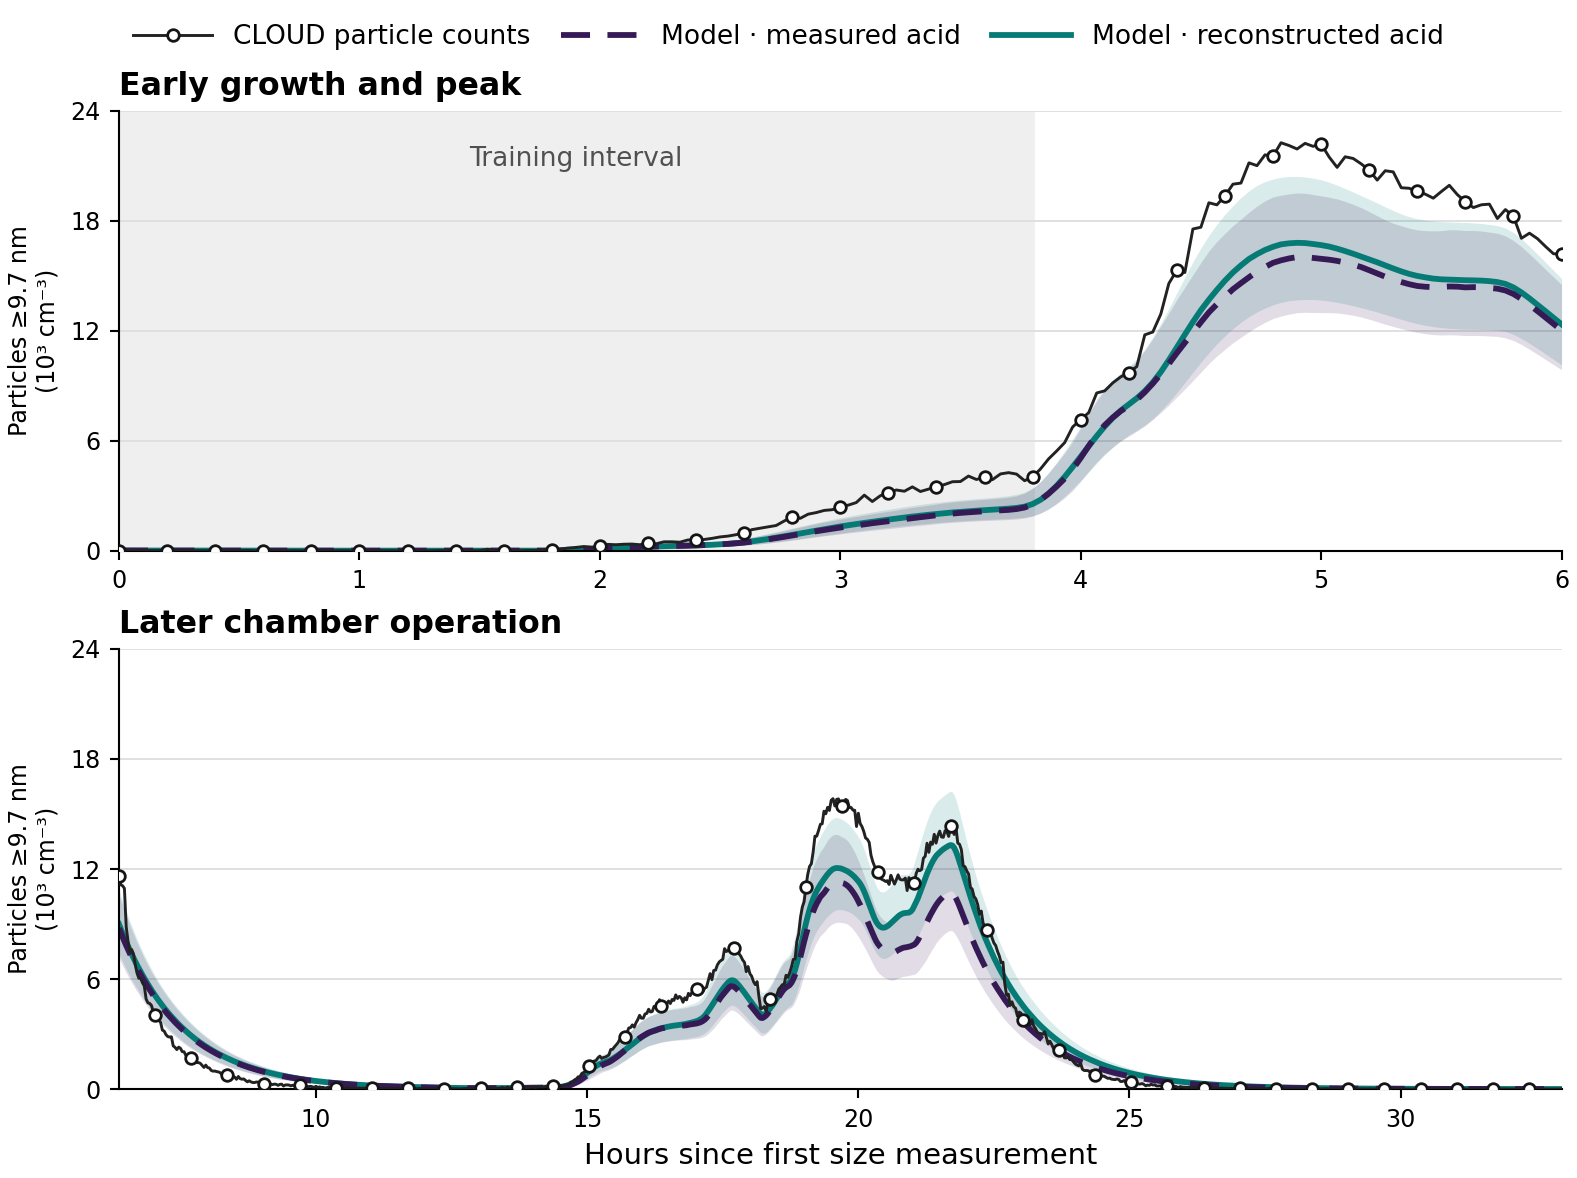 CLOUD particle counts Model · measured acid Model · reconstructed acid
Early growth and peak
Training interval
Particles ≥9.7 nm
(10³ cm⁻³)
24
18
12
6
0
0 1 2 3 4 5 6
Later chamber operation
Particles ≥9.7 nm
(10³ cm⁻³)
24
18
12
6
0
10 15 20 25 30
Hours since first size measurement